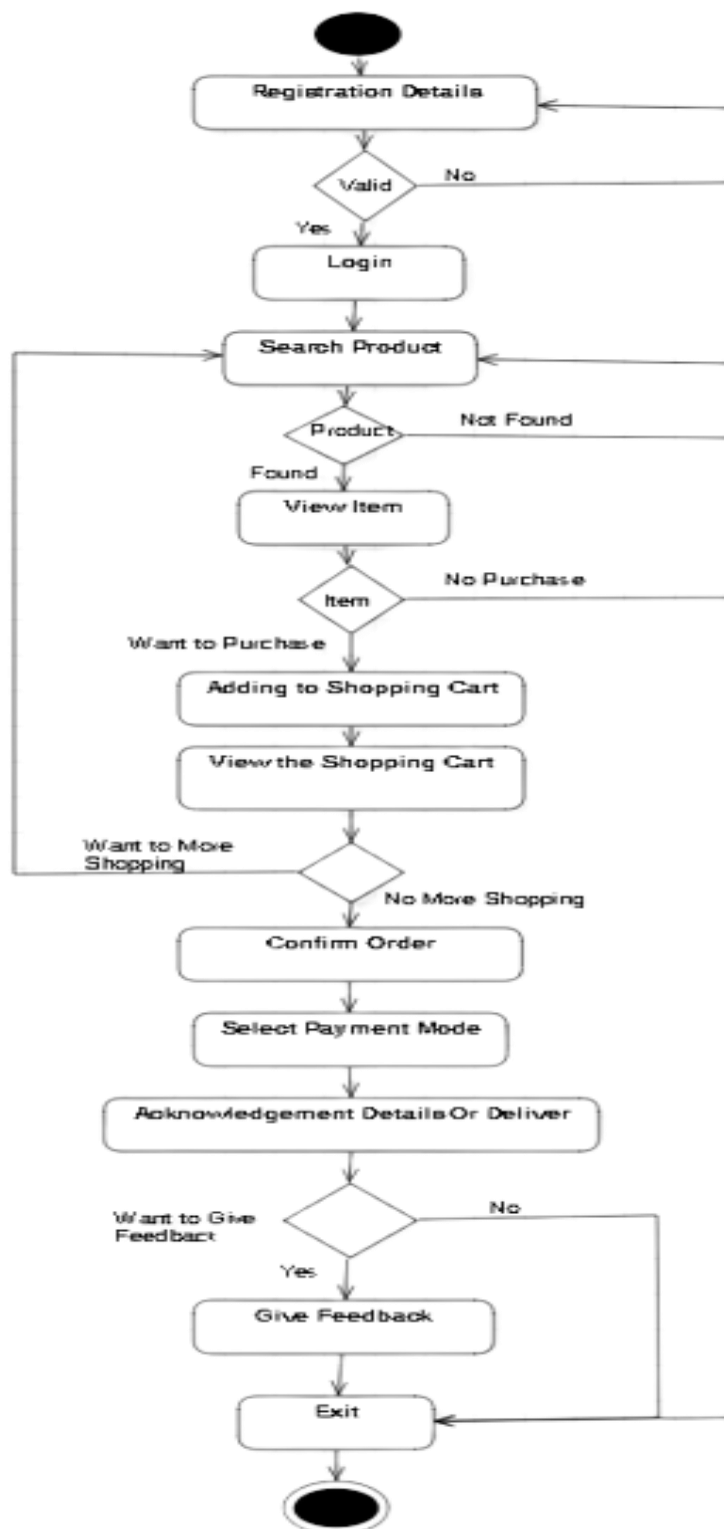 Registration Details
Valid
No
Yes
Login
Search Product
Product
Not Found
Found
View Item
Item
No Purchase
Want to Purchase
Adding to Shopping Cart
View the Shopping Cart
Want to More
Shopping
No More Shopping
Confirm Order
Select Payment Mode
Acknowledgement Details Or Deliver
Want to Give
Feedback
No
Yes
Give Feedback
Exit